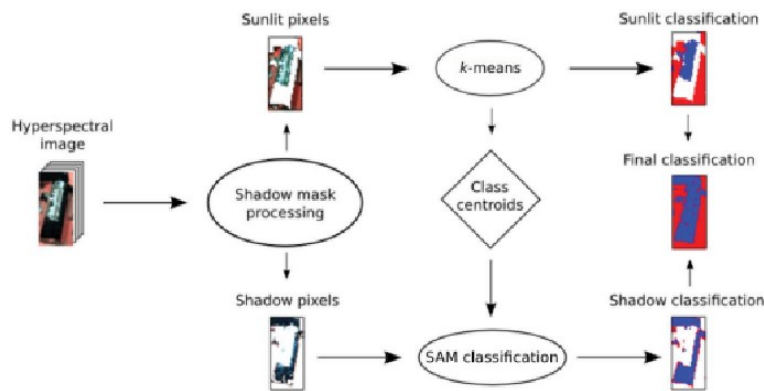 Sunlit pixels
Sunlit classification
k-means
Hyperspectral
image
Shadow mask
processing
Class
centroids
Final classification
Shadow pixels
Shadow classification
SAM classification